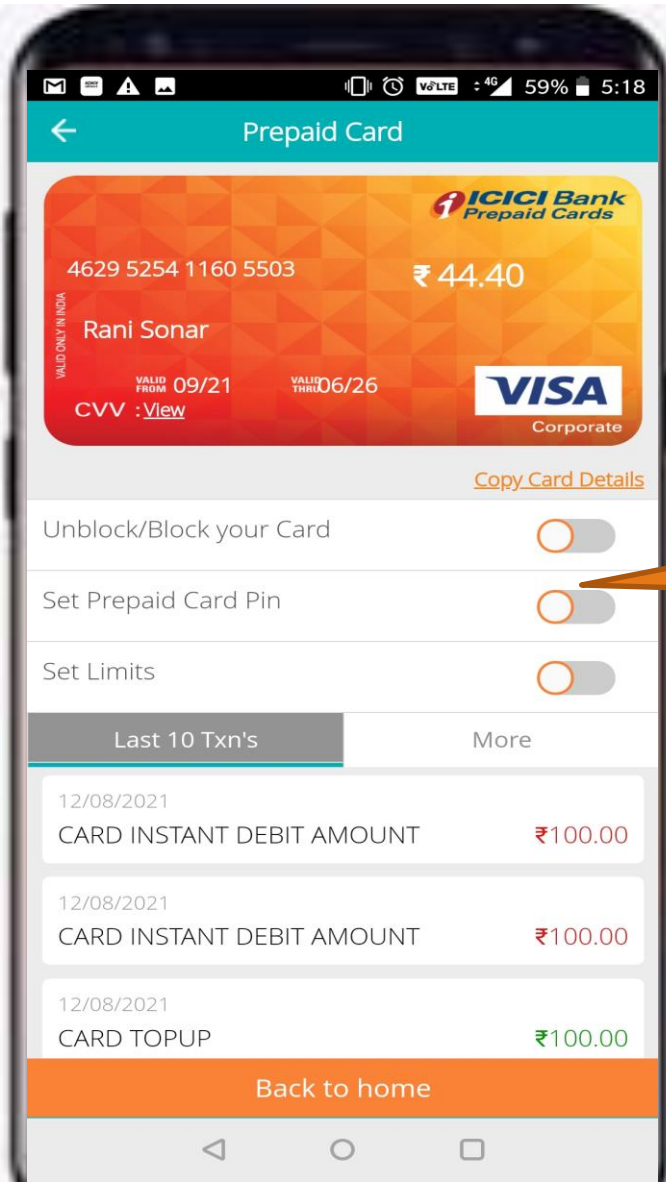 VoLTE 4G 59% 5:18
Prepaid Card
ICICI Bank
Prepaid Cards
4629 5254 1160 5503 ₹ 44.40
VALID ONLY IN INDIA
Rani Sonar
VALID FROM 09/21 VALID THRU 06/26
VISA
CVV : View
Corporate
Copy Card Details
Unblock/Block your Card
Set Prepaid Card Pin
Set Limits
Last 10 Txn's More
12/08/2021
CARD INSTANT DEBIT AMOUNT ₹100.00
12/08/2021
CARD INSTANT DEBIT AMOUNT ₹100.00
12/08/2021
CARD TOPUP ₹100.00
Back to home